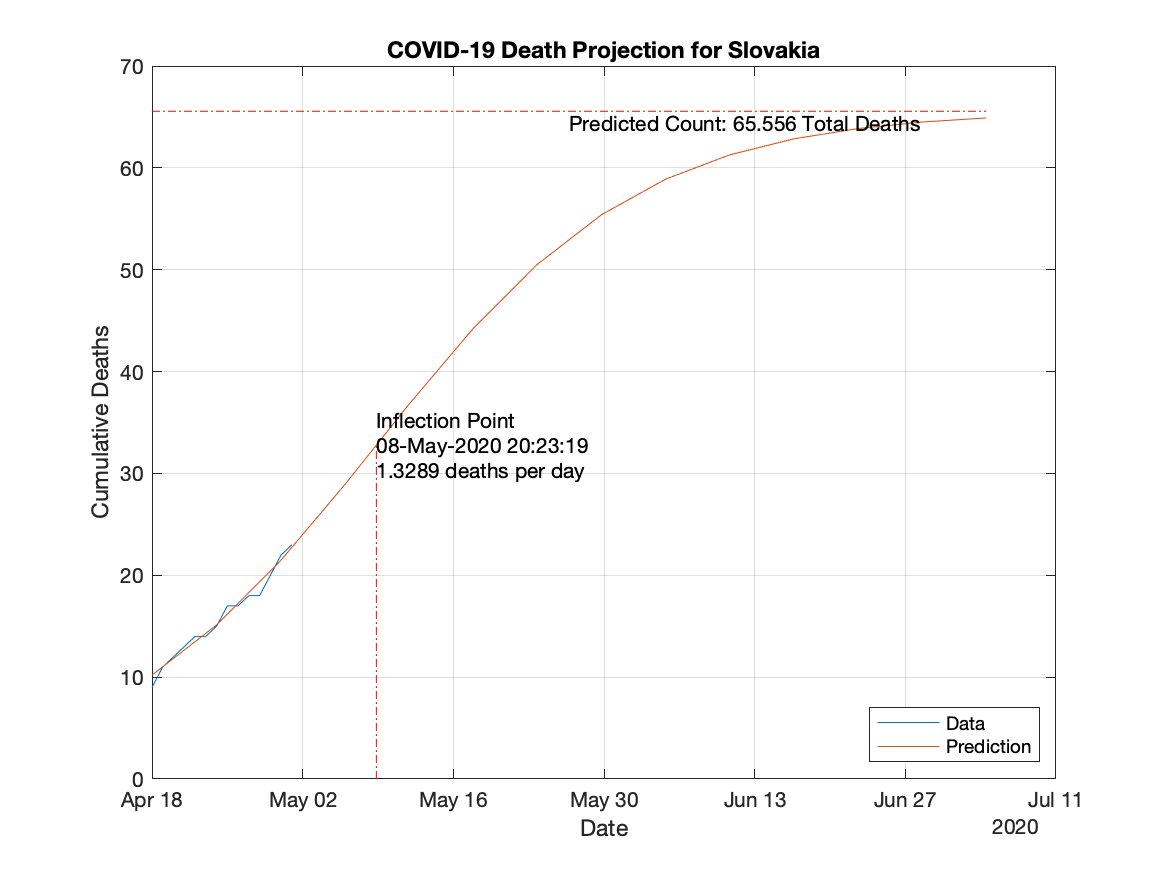 COVID-19 Death Projection for Slovakia
70
60
50
40
30
20
10
0
Cumulative Deaths
Predicted Count: 65.556 Total Deaths
Inflection Point
08-May-2020 20:23:19
1.3289 deaths per day
Data
Prediction
Apr 18 May 02 May 16 May 30 Jun 13 Jun 27 Jul 11
Date
2020